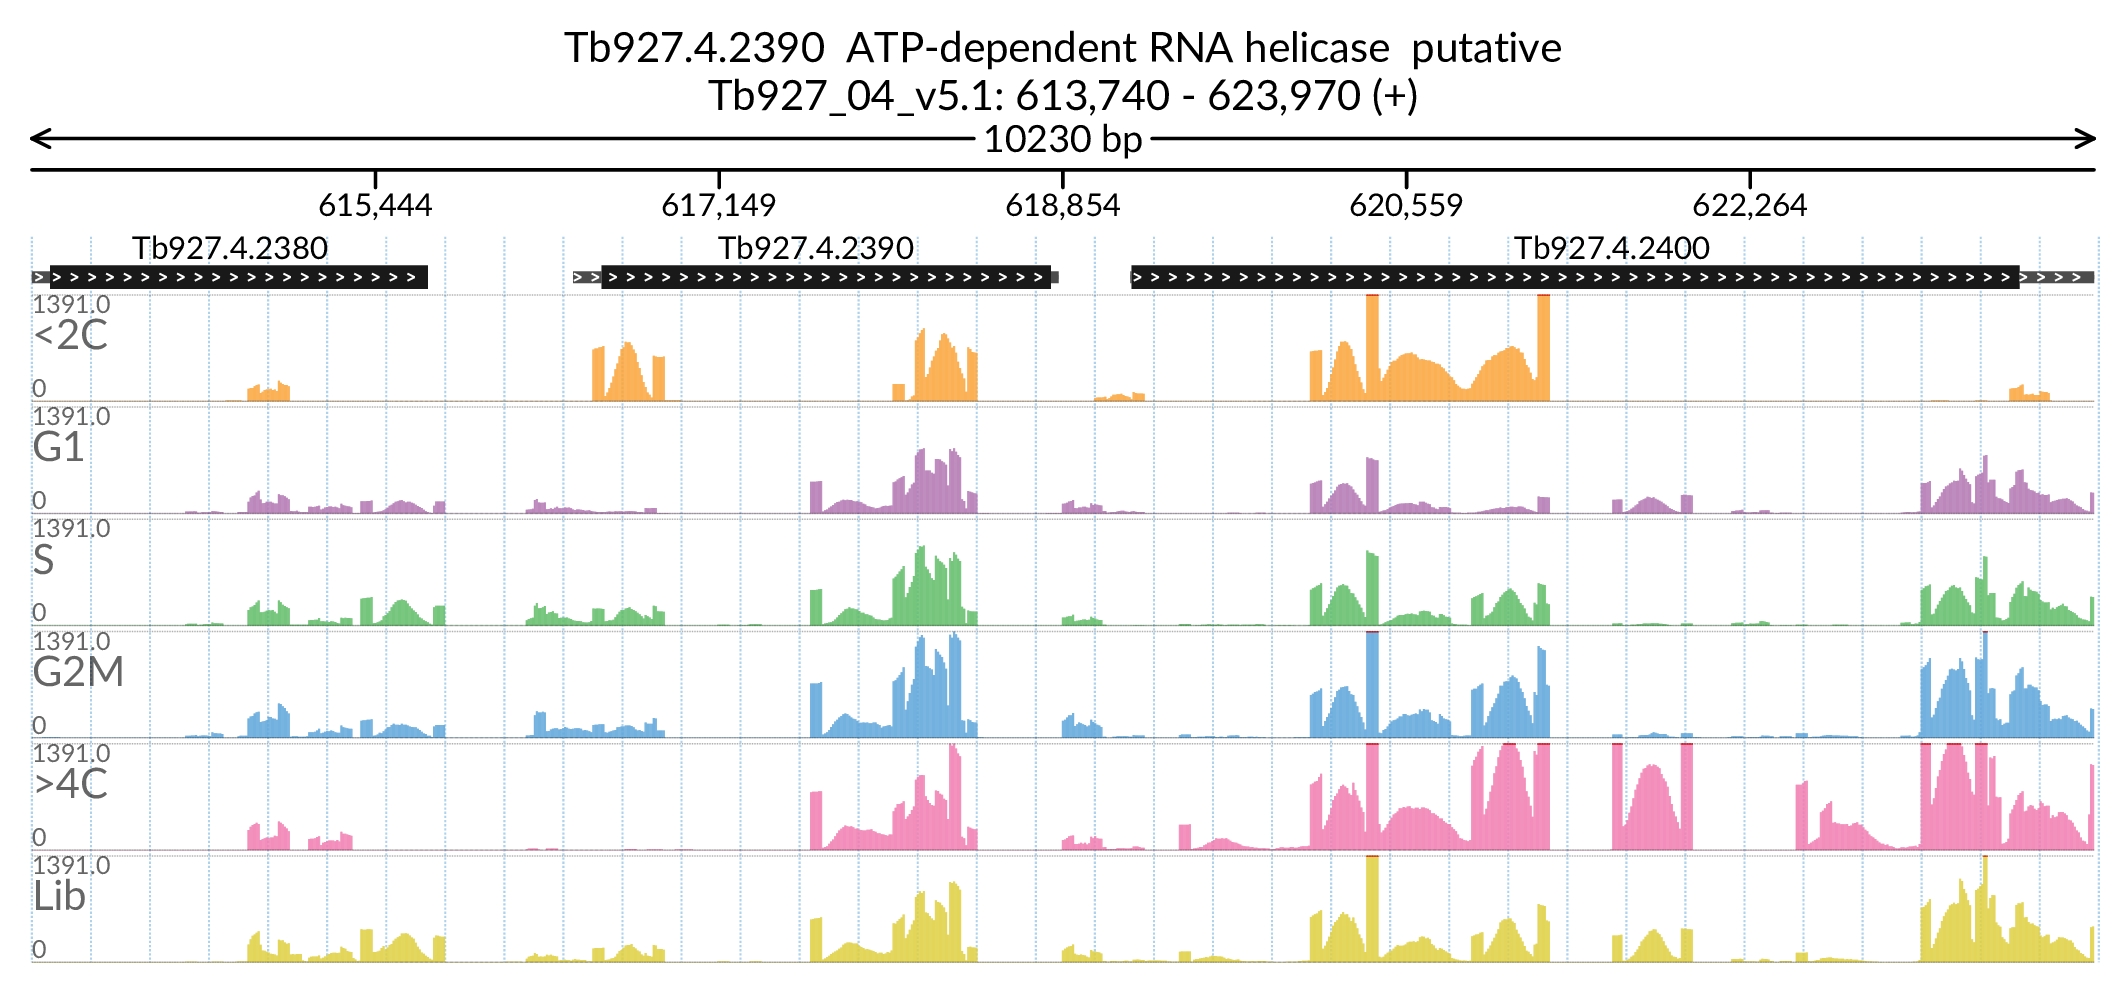 Tb927.4.2390  ATP-dependent RNA helicase  putative
Tb927_04_v5.1: 613,740 - 623,970 (+)
10230 bp
615,444 617,149 618,854 620,559 622,264
Tb927.4.2380 Tb927.4.2390 Tb927.4.2400
1391.0
<2C
0
1391.0
G1
0
1391.0
S
0
1391.0
G2M
0
1391.0
>4C
0
1391.0
Lib
0